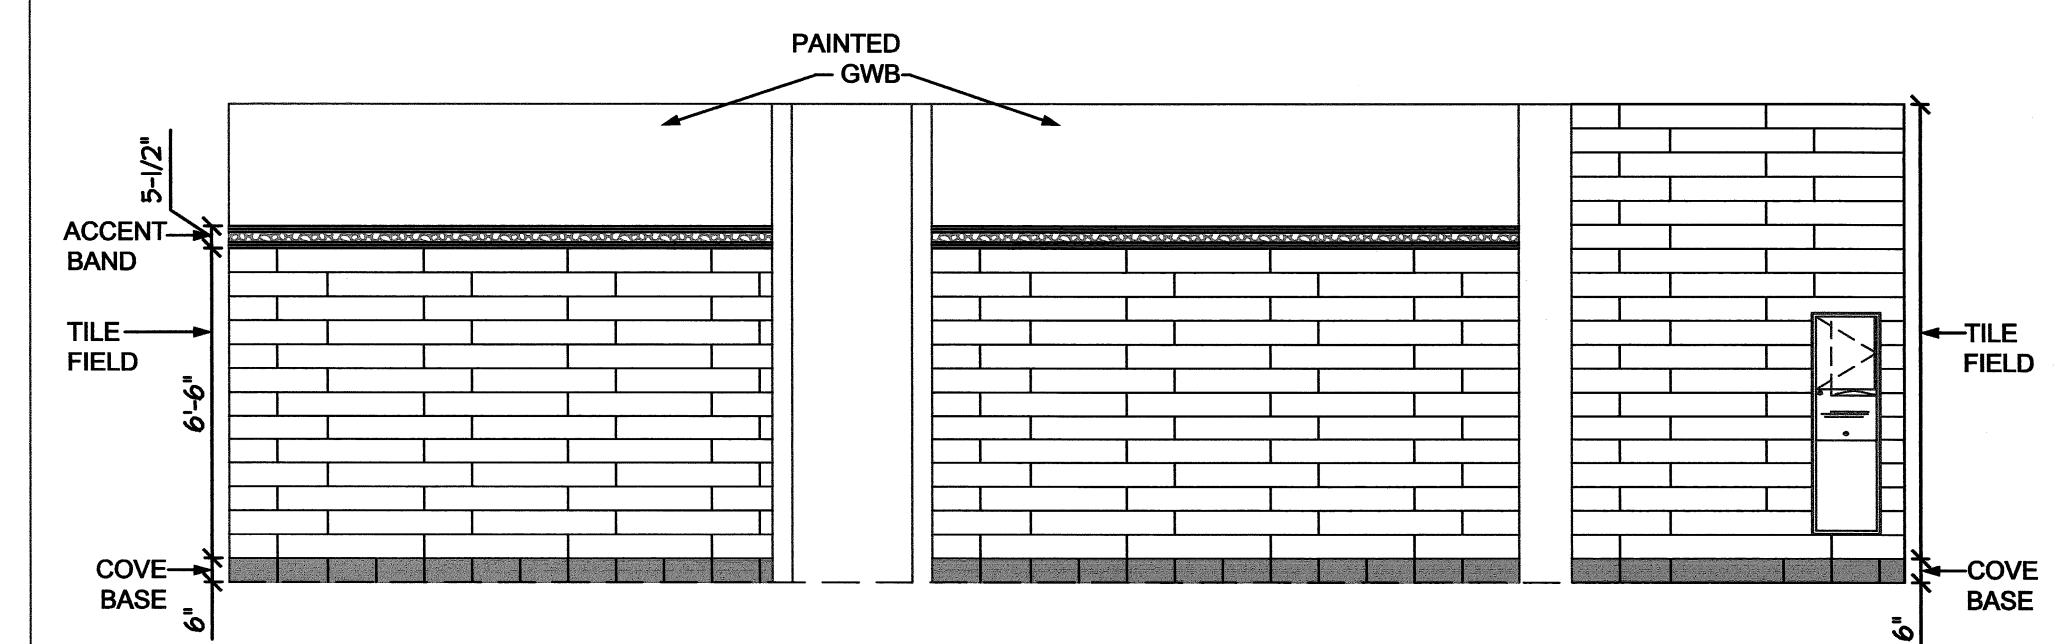 PAINTED
GWB
5-1/2"
ACCENT
BAND
TILE
FIELD
6'-6"
COVE
BASE
6"
TILE
FIELD
COVE
BASE
6"